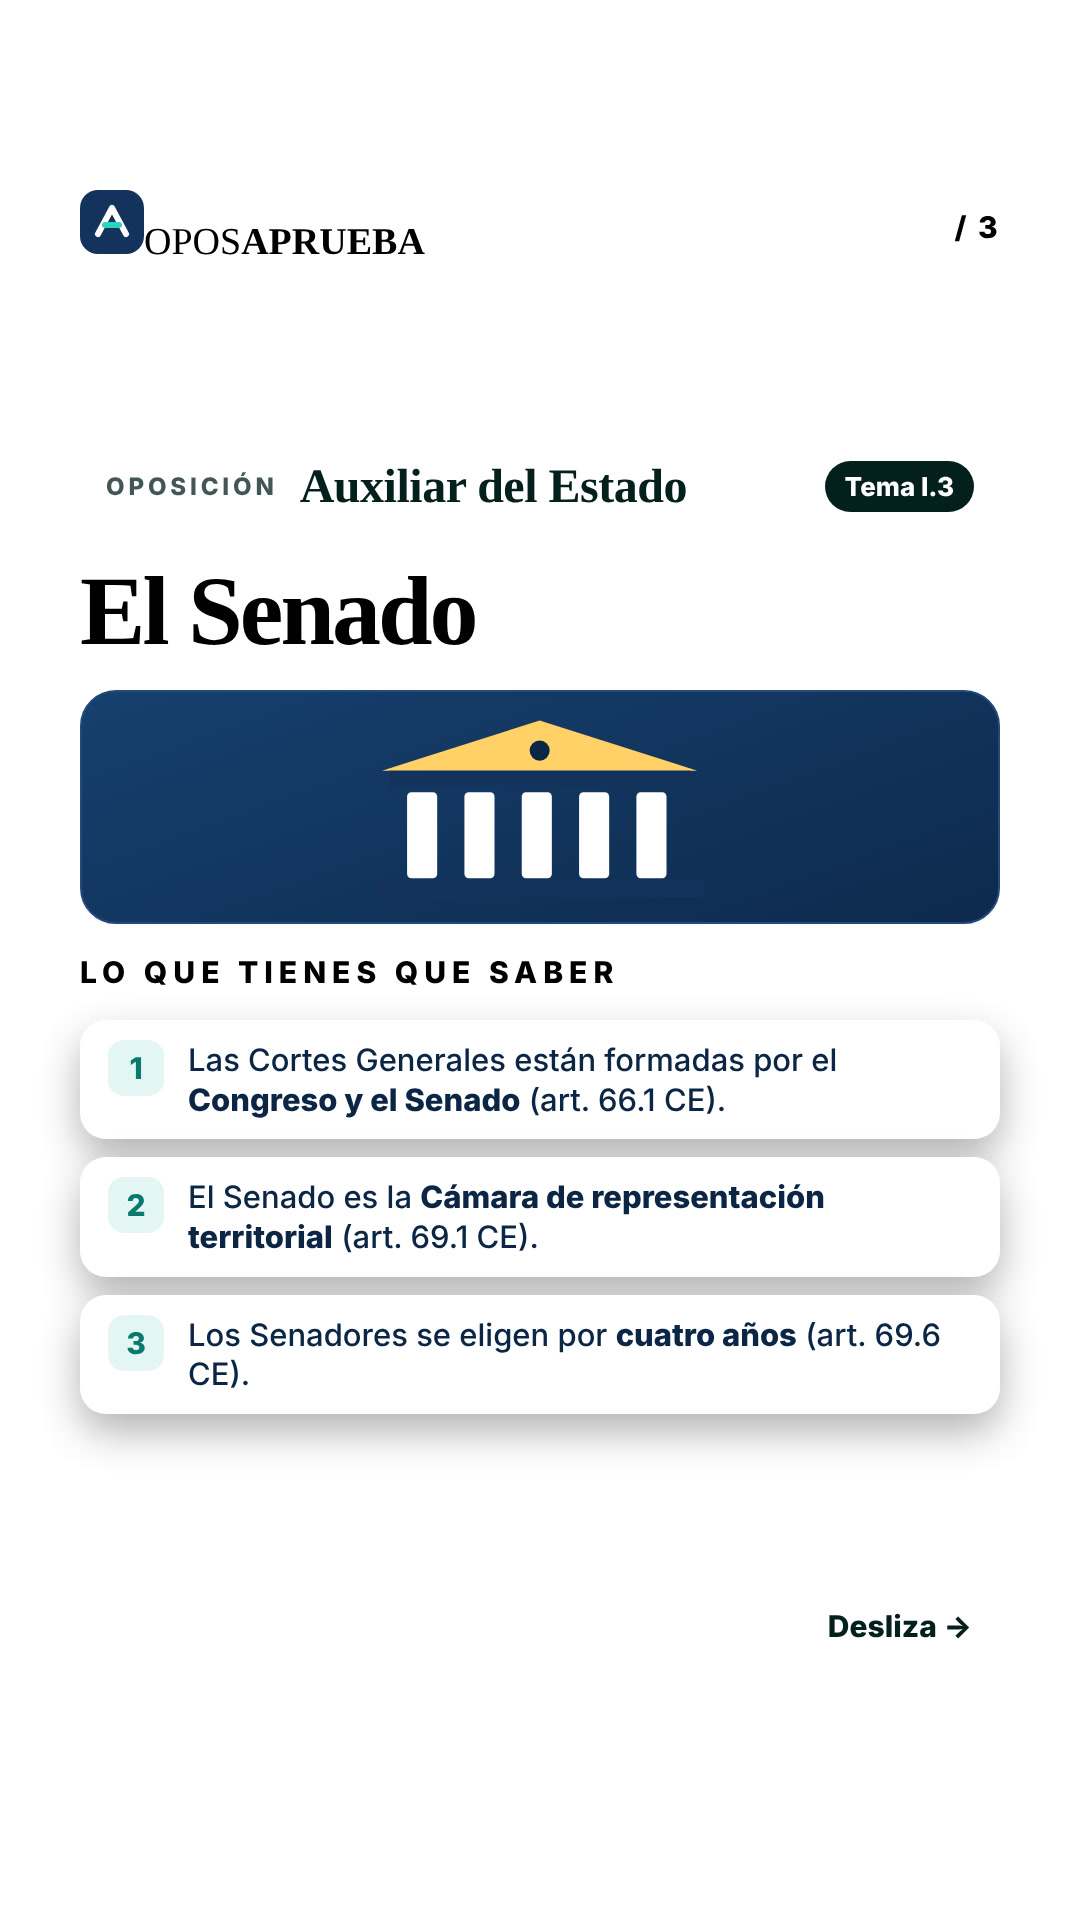 A
OPOSAPRUEBA
/ 3
OPOSICIÓN Auxiliar del Estado Tema I.3
El Senado
LO QUE TIENES QUE SABER
1 Las Cortes Generales están formadas por el
Congreso y el Senado (art. 66.1 CE).
2 El Senado es la Cámara de representación
territorial (art. 69.1 CE).
3 Los Senadores se eligen por cuatro años (art. 69.6
CE).
Desliza →